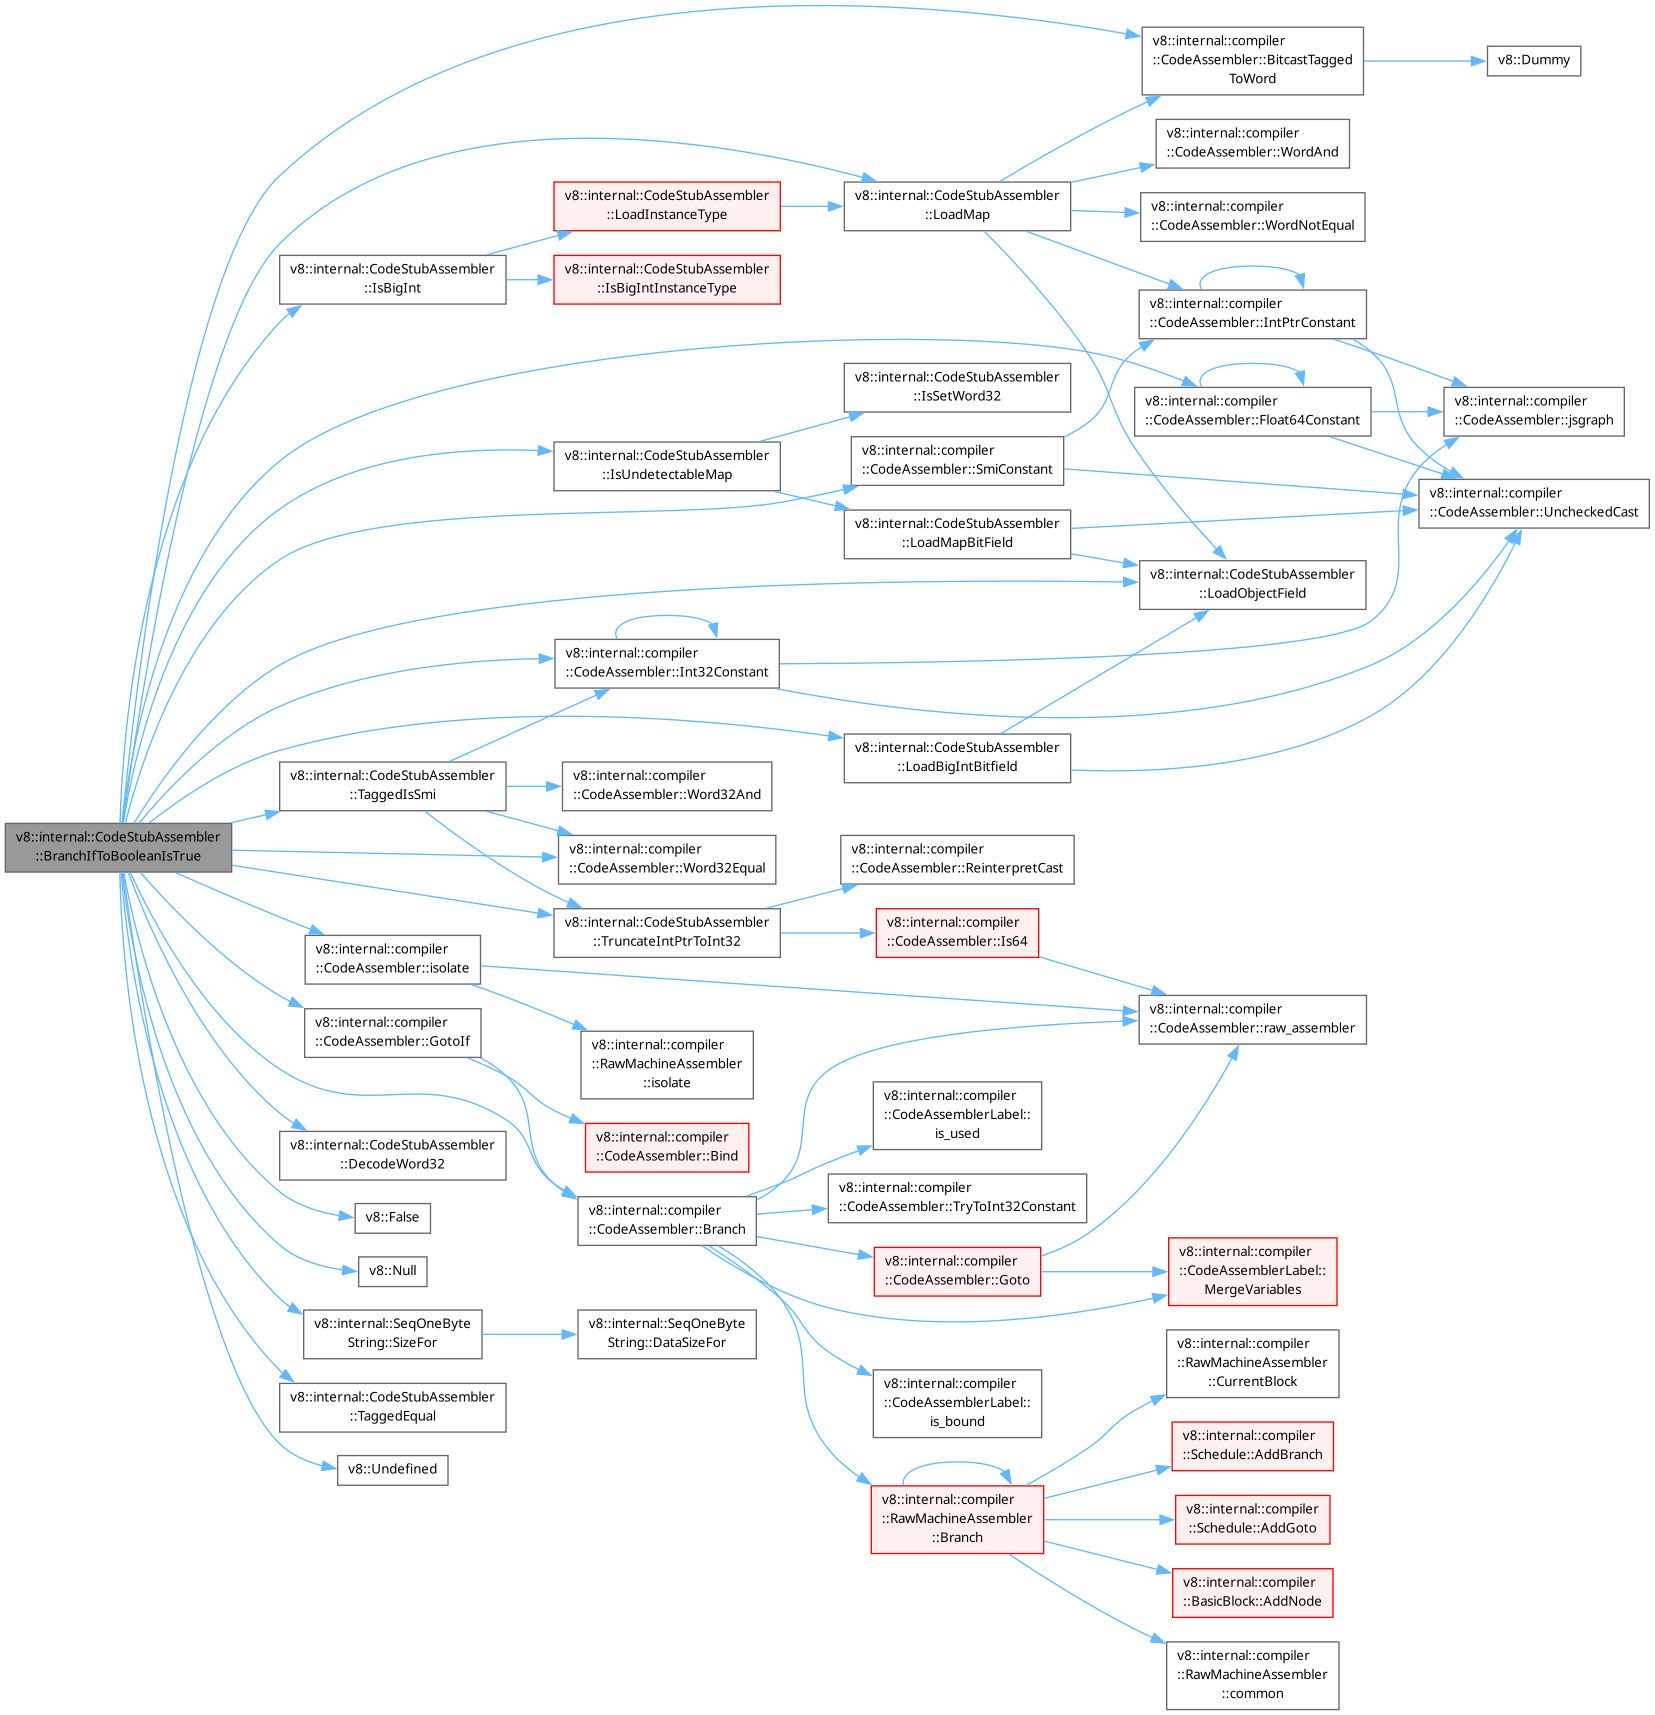 v8::internal::compiler
::CodeAssembler::BitcastTagged
ToWord
v8::Dummy
v8::internal::compiler
::CodeAssembler::WordAnd
v8::internal::CodeStubAssembler
::LoadInstanceType
v8::internal::CodeStubAssembler
::LoadMap
v8::internal::compiler
::CodeAssembler::WordNotEqual
v8::internal::CodeStubAssembler
::IsBigInt
v8::internal::CodeStubAssembler
::IsBigIntInstanceType
v8::internal::compiler
::CodeAssembler::IntPtrConstant
v8::internal::CodeStubAssembler
::IsSetWord32
v8::internal::compiler
::CodeAssembler::Float64Constant
v8::internal::compiler
::CodeAssembler::jsgraph
v8::internal::CodeStubAssembler
::IsUndetectableMap
v8::internal::compiler
::CodeAssembler::SmiConstant
v8::internal::compiler
::CodeAssembler::UncheckedCast
v8::internal::CodeStubAssembler
::LoadMapBitField
v8::internal::CodeStubAssembler
::LoadObjectField
v8::internal::compiler
::CodeAssembler::Int32Constant
v8::internal::CodeStubAssembler
::LoadBigIntBitfield
v8::internal::CodeStubAssembler
::TaggedIsSmi
v8::internal::compiler
::CodeAssembler::Word32And
v8::internal::CodeStubAssembler
::BranchIfToBooleanIsTrue
v8::internal::compiler
::CodeAssembler::Word32Equal
v8::internal::compiler
::CodeAssembler::ReinterpretCast
v8::internal::CodeStubAssembler
::TruncateIntPtrToInt32
v8::internal::compiler
::CodeAssembler::Is64
v8::internal::compiler
::CodeAssembler::isolate
v8::internal::compiler
::CodeAssembler::raw_assembler
v8::internal::compiler
::CodeAssembler::GotoIf
v8::internal::compiler
::RawMachineAssembler
::isolate
v8::internal::compiler
::CodeAssemblerLabel::
is_used
v8::internal::CodeStubAssembler
::DecodeWord32
v8::internal::compiler
::CodeAssembler::Bind
v8::internal::compiler
::CodeAssembler::TryToInt32Constant
v8::False
v8::internal::compiler
::CodeAssembler::Branch
v8::Null
v8::internal::compiler
::CodeAssembler::Goto
v8::internal::compiler
::CodeAssemblerLabel::
MergeVariables
v8::internal::SeqOneByte
String::SizeFor
v8::internal::SeqOneByte
String::DataSizeFor
v8::internal::compiler
::RawMachineAssembler
::CurrentBlock
v8::internal::CodeStubAssembler
::TaggedEqual
v8::internal::compiler
::CodeAssemblerLabel::
is_bound
v8::internal::compiler
::Schedule::AddBranch
v8::Undefined
v8::internal::compiler
::RawMachineAssembler
::Branch
v8::internal::compiler
::Schedule::AddGoto
v8::internal::compiler
::BasicBlock::AddNode
v8::internal::compiler
::RawMachineAssembler
::common